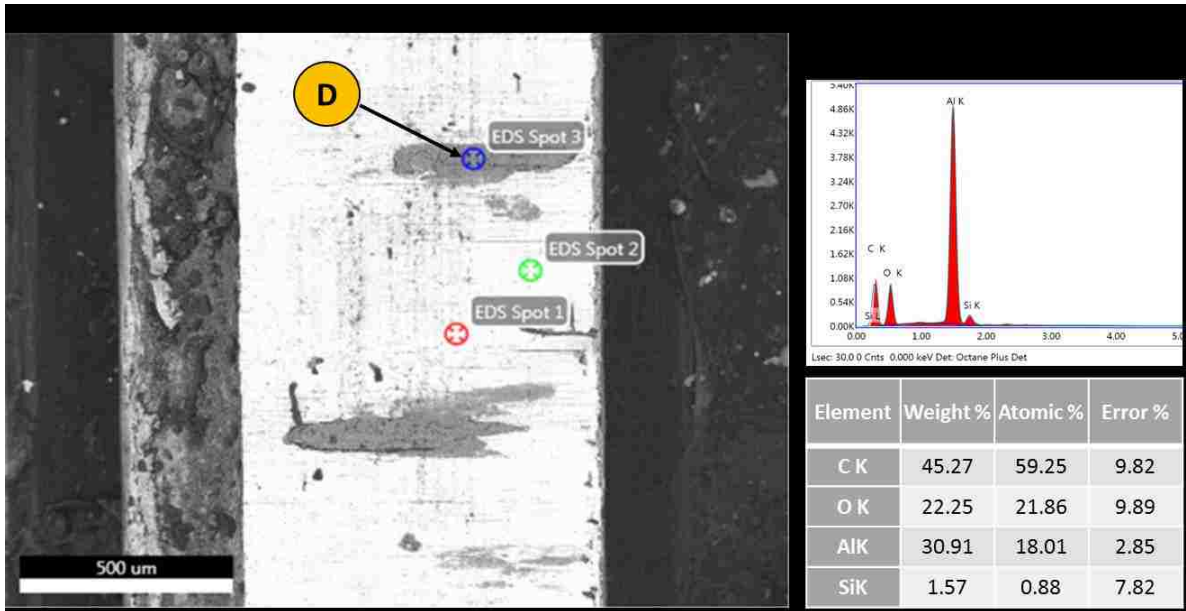 D
EDS Spot 3
EDS Spot 2
EDS Spot 1
500 um
5.40K
4.86K
4.32K
3.78K
3.24K
2.70K
2.16K
1.62K
1.08K
0.54K
0.00K
Al K
C K
O K
Si K
Si L
0.00 1.00 2.00 3.00 4.00 5.0
Lsec: 30.0 0 Cnts 0.000 keV Det: Octane Plus Det
Element Weight % Atomic % Error %
C K 45.27 59.25 9.82
O K 22.25 21.86 9.89
AlK 30.91 18.01 2.85
SiK 1.57 0.88 7.82